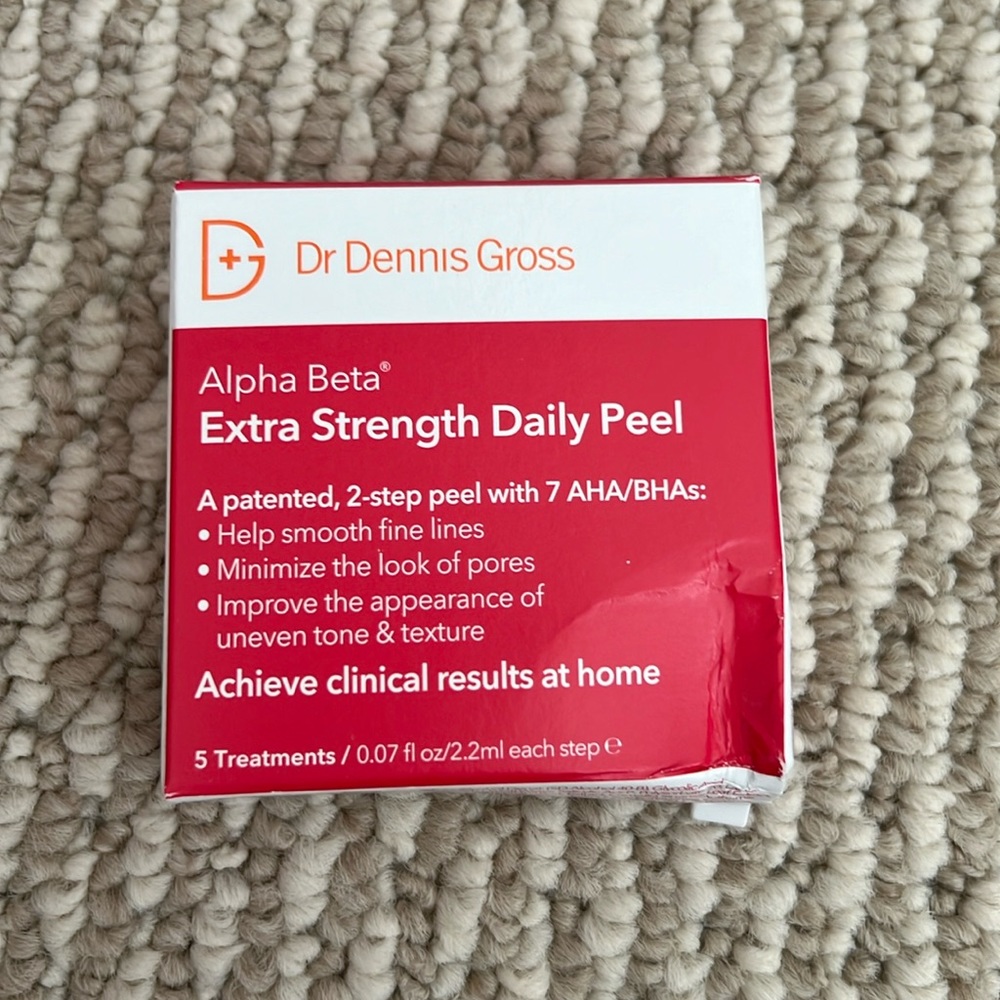 Dr Dennis Gross
Alpha Beta®
Extra Strength Daily Peel
A patented, 2-step peel with 7 AHA/BHAs:
• Help smooth fine lines
• Minimize the look of pores
• Improve the appearance of
uneven tone & texture
Achieve clinical results at home
5 Treatments / 0.07 fl oz/2.2ml each step ℮